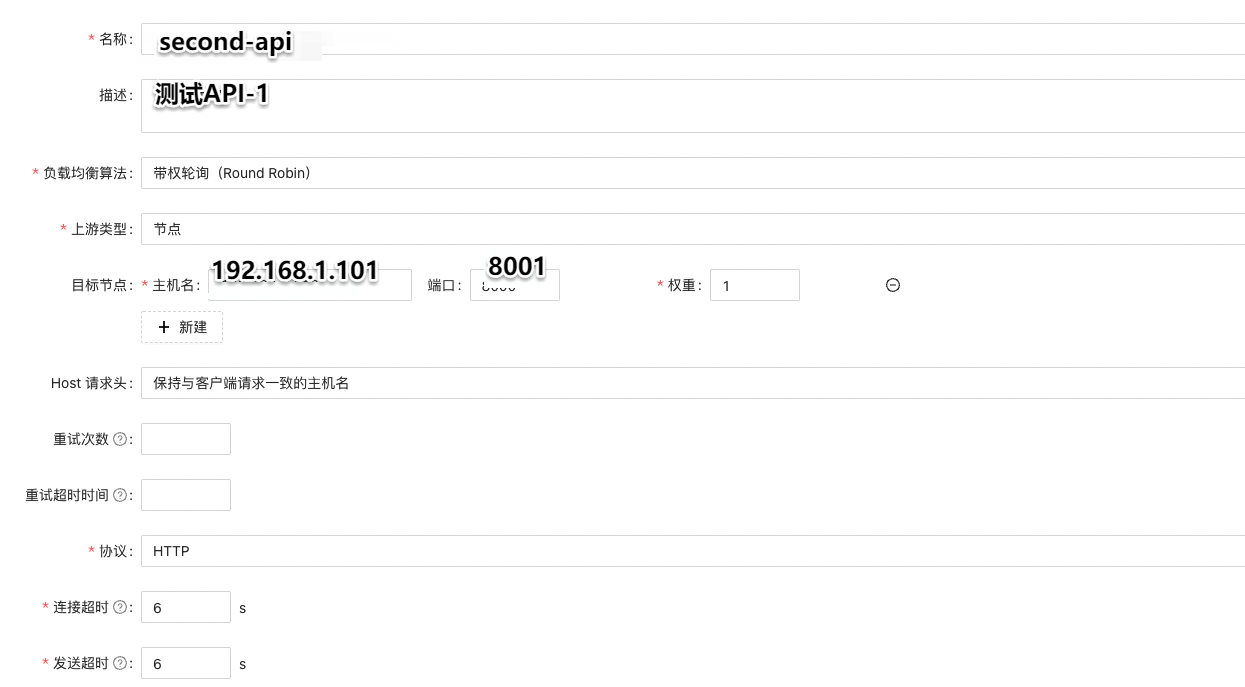 * 名称： second-api
描述： 测试API-1
* 负载均衡算法： 带权轮询（Round Robin）
* 上游类型： 节点
目标节点： * 主机名： 192.168.1.101 端口： 8001 * 权重： 1
+ 新建
Host 请求头： 保持与客户端请求一致的主机名
重试次数 ?：
重试超时时间 ?：
* 协议： HTTP
* 连接超时 ?： 6 s
* 发送超时 ?： 6 s